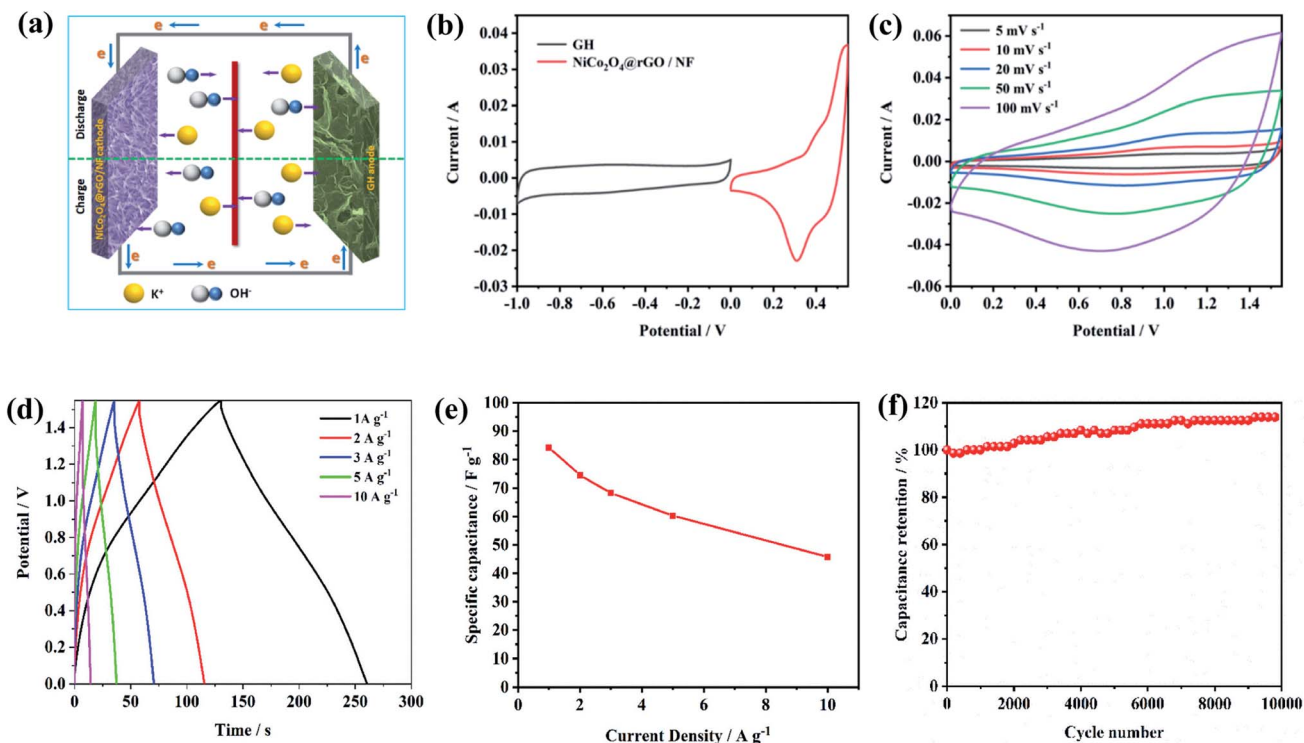 (a)
e
e
e
e
Discharge
Charge
NiCo₂O₄@rGO/NF cathode
GH anode
e
e
e
e
K⁺
OH⁻
(b)
GH
NiCo₂O₄@rGO / NF
Current / A
0.04
0.03
0.02
0.01
0.00
-0.01
-0.02
-0.03
-1.0 -0.8 -0.6 -0.4 -0.2 0.0 0.2 0.4
Potential / V
(c)
5 mV s⁻¹
10 mV s⁻¹
20 mV s⁻¹
50 mV s⁻¹
100 mV s⁻¹
Current / A
0.06
0.04
0.02
0.00
-0.02
-0.04
-0.06
0.0 0.2 0.4 0.6 0.8 1.0 1.2 1.4
Potential / V
(d)
1A g⁻¹
2 A g⁻¹
3 A g⁻¹
5 A g⁻¹
10 A g⁻¹
Potential / V
1.4
1.2
1.0
0.8
0.6
0.4
0.2
0.0
0 50 100 150 200 250 300
Time / s
(e)
Specific capacitance / F g⁻¹
100
90
80
70
60
50
40
30
20
10
0
0 2 4 6 8 10
Current Density / A g⁻¹
(f)
Capacitance retention / %
120
100
80
60
40
20
0
0 2000 4000 6000 8000 10000
Cycle number